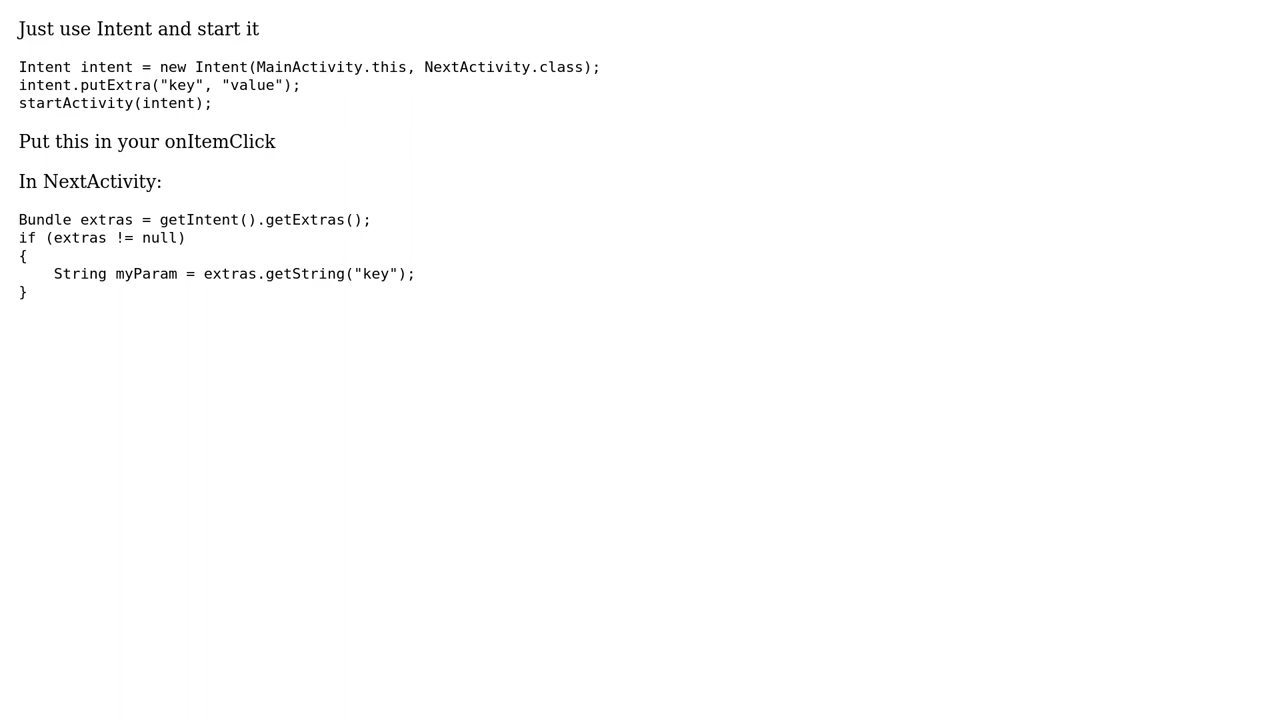 Just use Intent and start it
Intent intent = new Intent(MainActivity.this, NextActivity.class);
intent.putExtra("key", "value");
startActivity(intent);
Put this in your onItemClick
In NextActivity:
Bundle extras = getIntent().getExtras();
if (extras != null)
{
    String myParam = extras.getString("key");
}